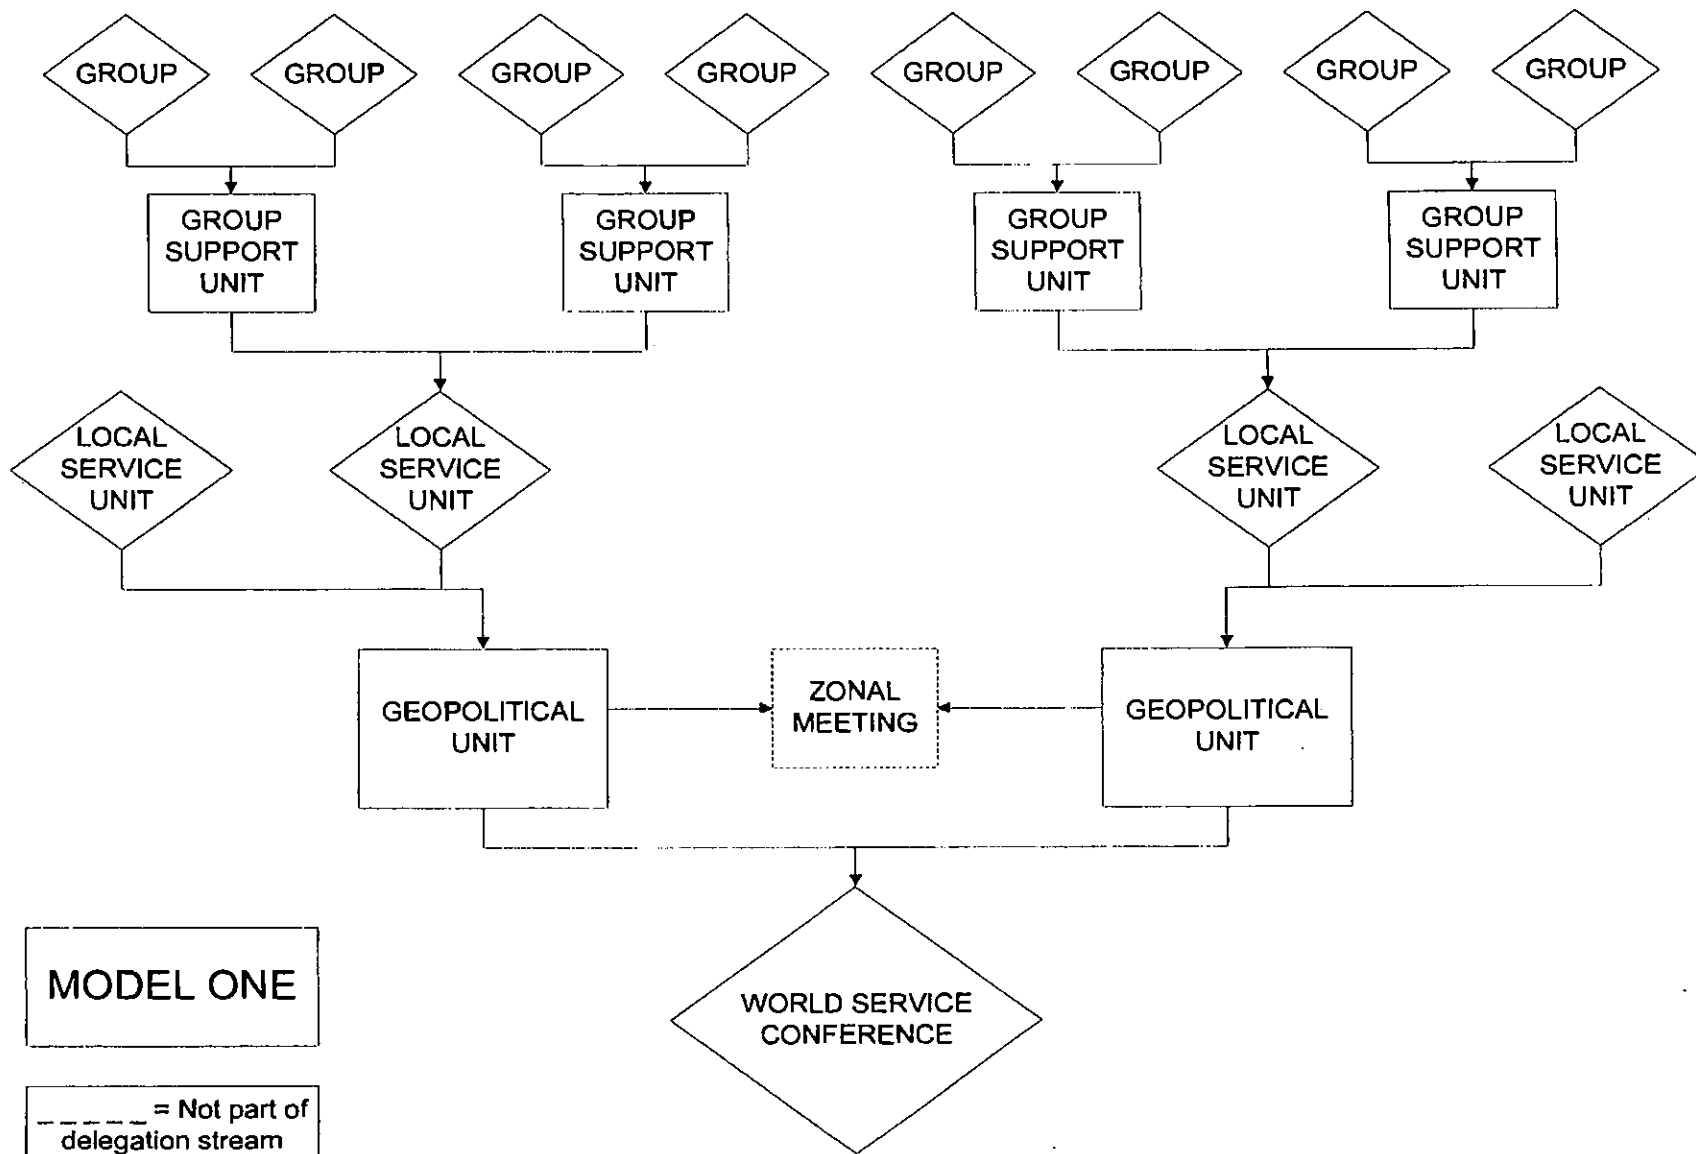 GROUP
GROUP
GROUP
GROUP
GROUP
GROUP
GROUP
GROUP
GROUP
SUPPORT
UNIT
GROUP
SUPPORT
UNIT
GROUP
SUPPORT
UNIT
GROUP
SUPPORT
UNIT
LOCAL
SERVICE
UNIT
LOCAL
SERVICE
UNIT
LOCAL
SERVICE
UNIT
LOCAL
SERVICE
UNIT
GEOPOLITICAL
UNIT
ZONAL
MEETING
GEOPOLITICAL
UNIT
WORLD SERVICE
CONFERENCE
MODEL ONE
_ _ _ _ _ = Not part of
delegation stream